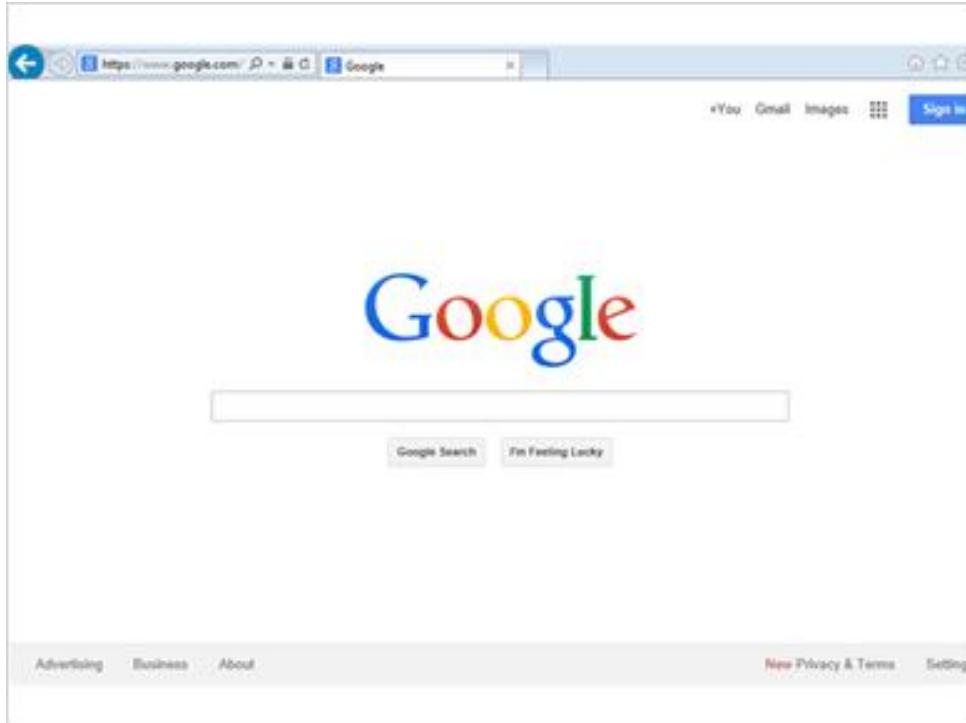 https://www.google.com/ Google
+You Gmail Images Sign in
Google
Google Search I'm Feeling Lucky
Advertising Business About New Privacy & Terms Setting